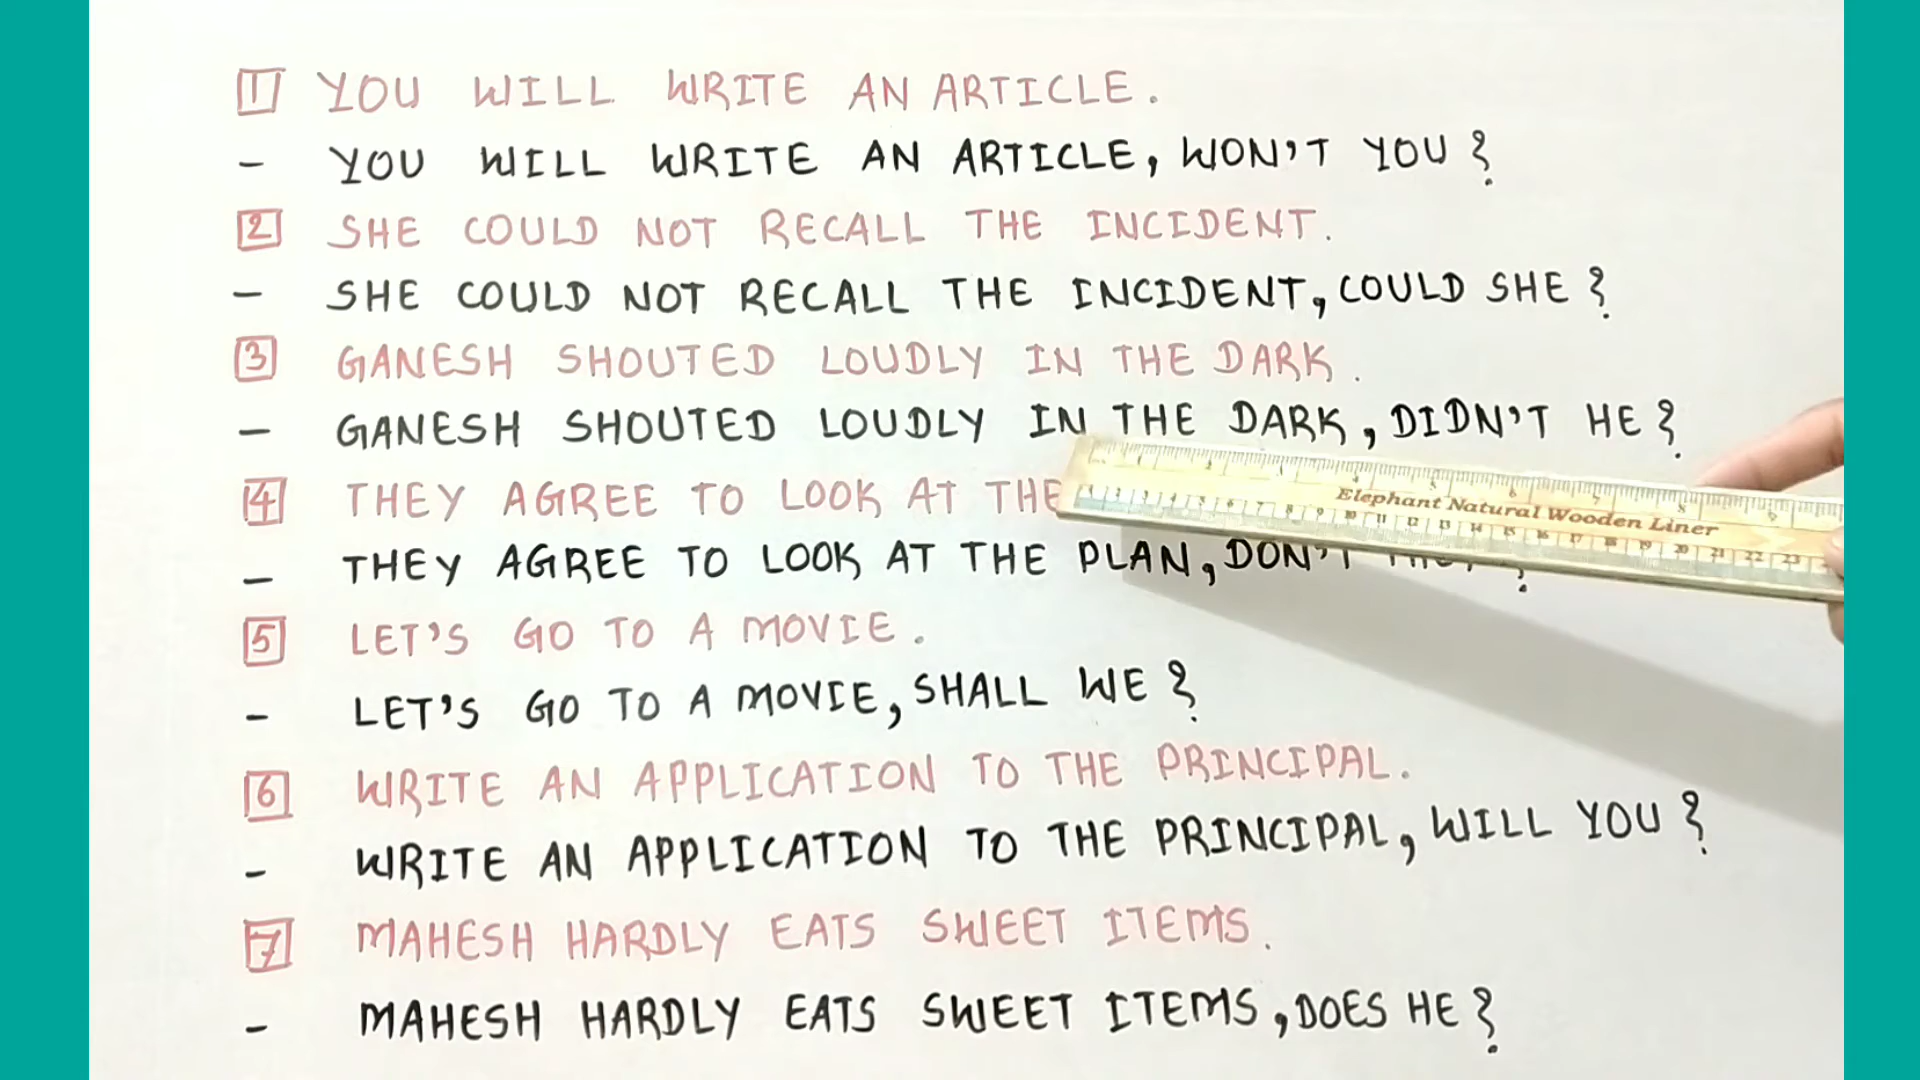 1 YOU WILL WRITE AN ARTICLE.
- YOU WILL WRITE AN ARTICLE, WON'T YOU?
2 SHE COULD NOT RECALL THE INCIDENT.
- SHE COULD NOT RECALL THE INCIDENT, COULD SHE?
3 GANESH SHOUTED LOUDLY IN THE DARK.
- GANESH SHOUTED LOUDLY IN THE DARK, DIDN'T HE?
4 THEY AGREE TO LOOK AT THE
Elephant Natural Wooden Liner
- THEY AGREE TO LOOK AT THE PLAN, DON'T ?
5 LET'S GO TO A MOVIE.
- LET'S GO TO A MOVIE, SHALL WE?
6 WRITE AN APPLICATION TO THE PRINCIPAL.
- WRITE AN APPLICATION TO THE PRINCIPAL, WILL YOU?
7 MAHESH HARDLY EATS SWEET ITEMS.
- MAHESH HARDLY EATS SWEET ITEMS, DOES HE?